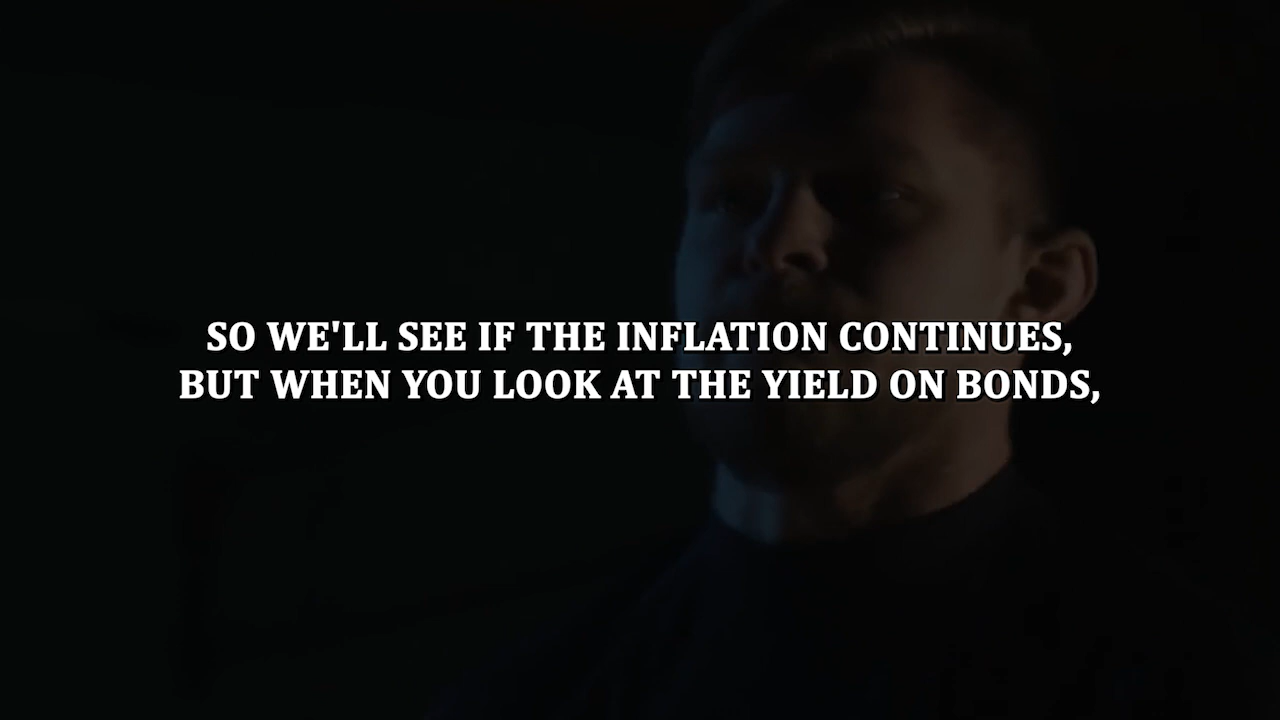 SO WE'LL SEE IF THE INFLATION CONTINUES,
BUT WHEN YOU LOOK AT THE YIELD ON BONDS,